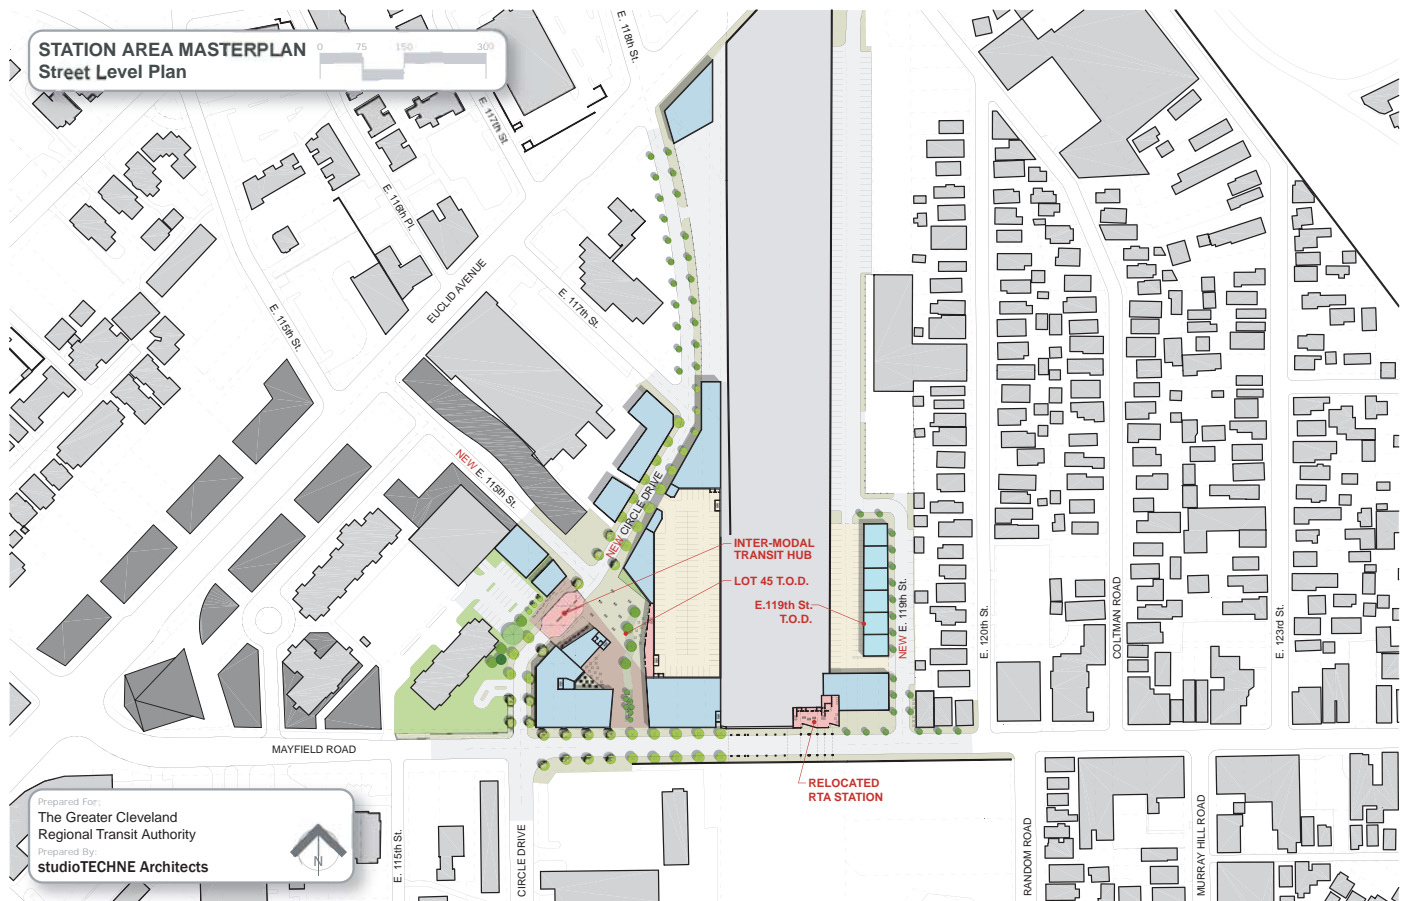 STATION AREA MASTERPLAN
Street Level Plan
0 75 150 300
E. 118th St.
E. 117th St.
E. 116th Pl.
EUCLID AVENUE
E. 117th St.
E. 115th St.
NEW E. 115th St.
NEW CIRCLE DRIVE
INTER-MODAL
TRANSIT HUB
LOT 45 T.O.D.
E.119th St.
T.O.D.
NEW E. 119th St.
E. 120th St.
COLTMAN ROAD
E. 123rd St.
MAYFIELD ROAD
RELOCATED
RTA STATION
E. 115th St.
CIRCLE DRIVE
RANDOM ROAD
MURRAY HILL ROAD
Prepared For:
The Greater Cleveland
Regional Transit Authority
Prepared By:
studioTECHNE Architects
N